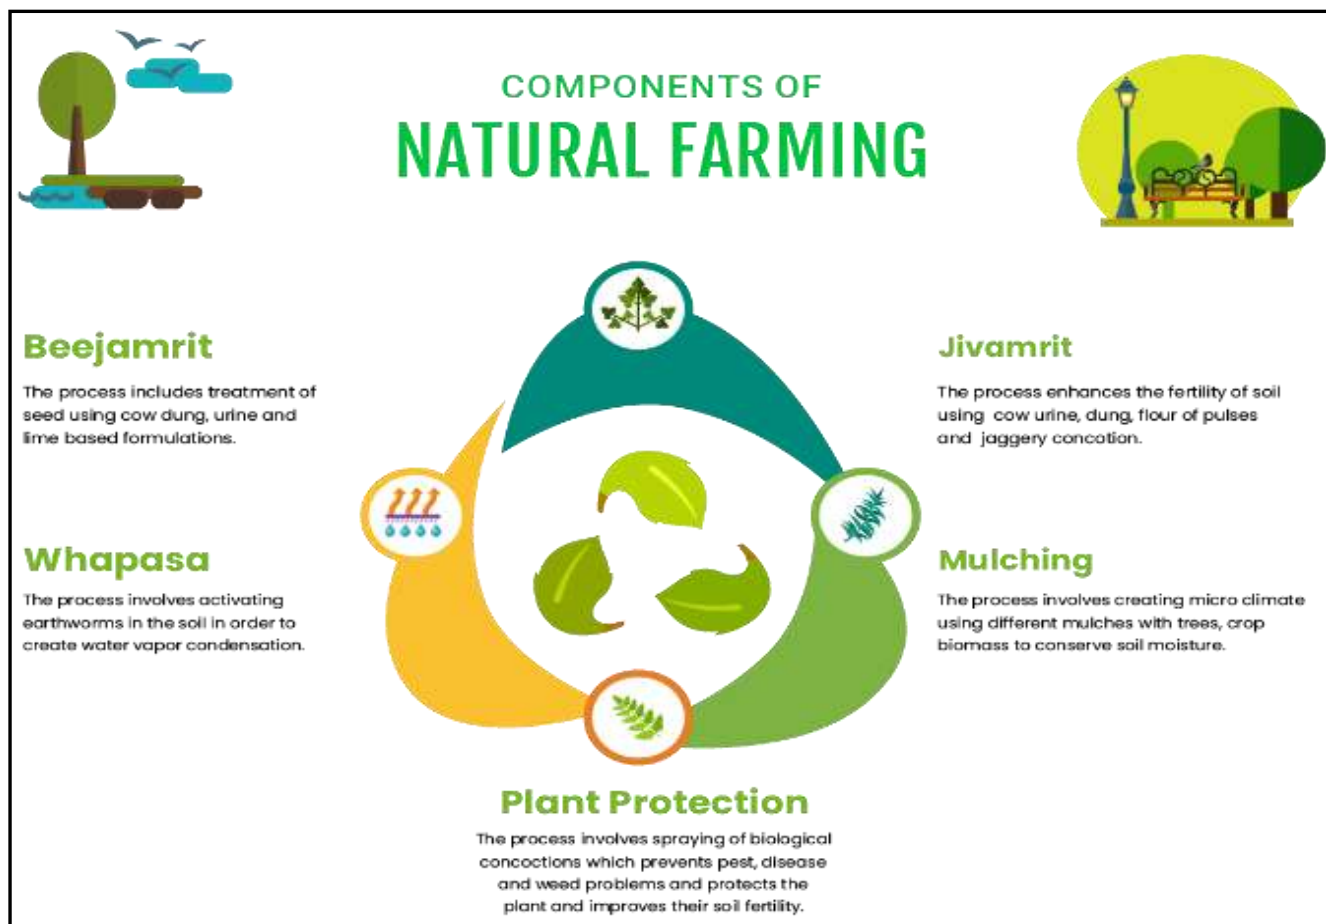 COMPONENTS OF
NATURAL FARMING
Beejamrit
The process includes treatment of
seed using cow dung, urine and
lime based formulations.
Jivamrit
The process enhances the fertility of soil
using cow urine, dung, flour of pulses
and jaggery concotion.
Whapasa
The process involves activating
earthworms in the soil in order to
create water vapor condensation.
Mulching
The process involves creating micro climate
using different mulches with trees, crop
biomass to conserve soil moisture.
Plant Protection
The process involves spraying of biological
concoctions which prevents pest, disease
and weed problems and protects the
plant and improves their soil fertility.